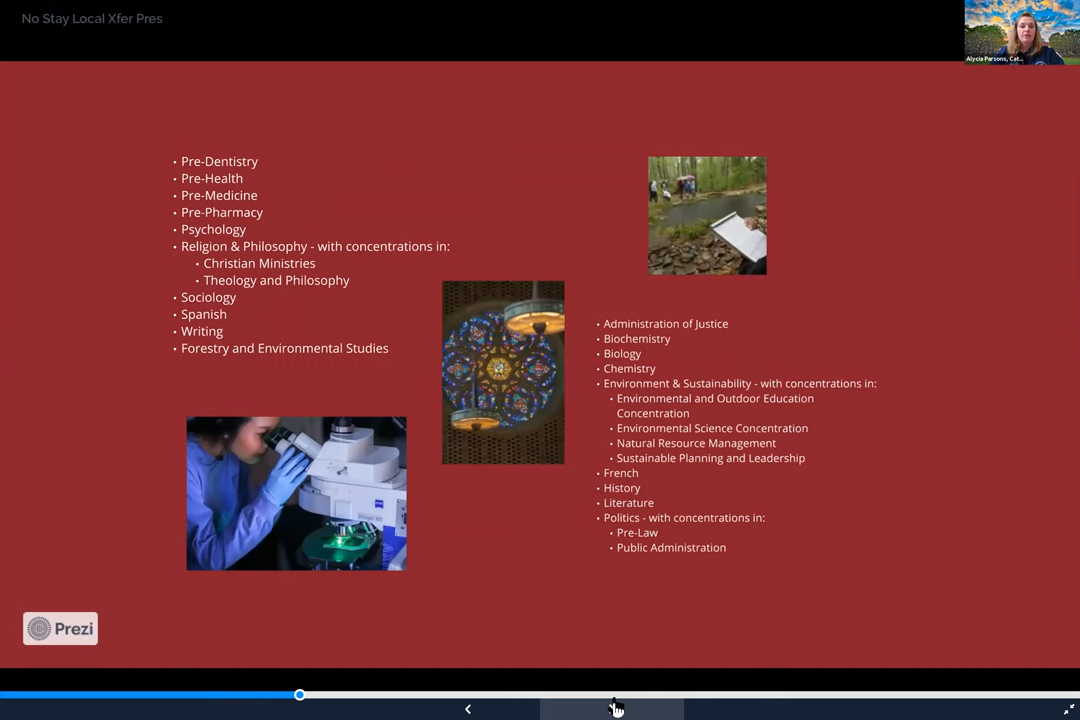 No Stay Local Xfer Pres
Alycia Parsons, Cat...
• Pre-Dentistry
• Pre-Health
• Pre-Medicine
• Pre-Pharmacy
• Psychology
• Religion & Philosophy - with concentrations in:
• Christian Ministries
• Theology and Philosophy
• Sociology
• Spanish
• Writing
• Forestry and Environmental Studies
• Administration of Justice
• Biochemistry
• Biology
• Chemistry
• Environment & Sustainability - with concentrations in:
• Environmental and Outdoor Education
Concentration
• Environmental Science Concentration
• Natural Resource Management
• Sustainable Planning and Leadership
• French
• History
• Literature
• Politics - with concentrations in:
• Pre-Law
• Public Administration
Prezi